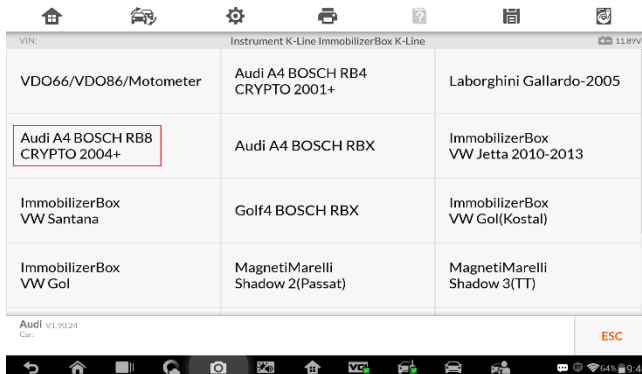 VIN:
Instrument K-Line ImmobilizerBox K-Line
11.89V
VDO66/VDO86/Motometer
Audi A4 BOSCH RB4
CRYPTO 2001+
Laborghini Gallardo-2005
Audi A4 BOSCH RB8
CRYPTO 2004+
Audi A4 BOSCH RBX
ImmobilizerBox
VW Jetta 2010-2013
ImmobilizerBox
VW Santana
Golf4 BOSCH RBX
ImmobilizerBox
VW Gol(Kostal)
ImmobilizerBox
VW Gol
MagnetiMarelli
Shadow 2(Passat)
MagnetiMarelli
Shadow 3(TT)
Audi V1.90.24
Car:
ESC
64% 9:4